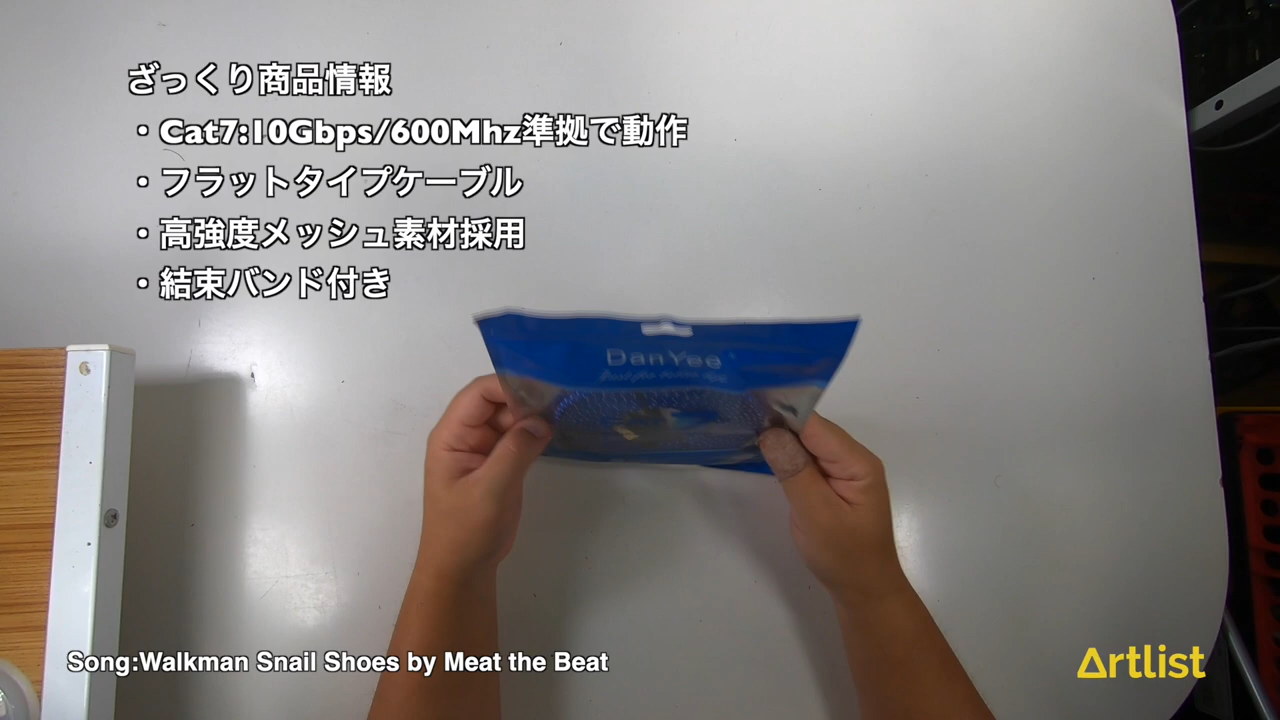 ざっくり商品情報
・Cat7:10Gbps/600Mhz準拠で動作
・フラットタイプケーブル
・高強度メッシュ素材採用
・結束バンド付き
DanYee
Song:Walkman Snail Shoes by Meat the Beat
Artlist